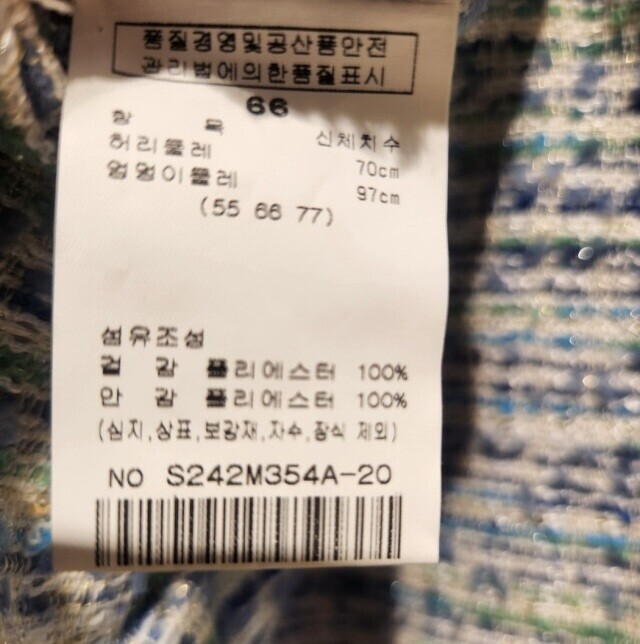 품질경영및공산품안전
관리법에의한품질표시
66
항 목 신체치수
허리둘레 70cm
엉덩이둘레 97cm
(55 66 77)
섬유조성
겉 감 폴리에스터 100%
안 감 폴리에스터 100%
(심지,상표,보강재,자수,장식 제외)
NO S242M354A-20